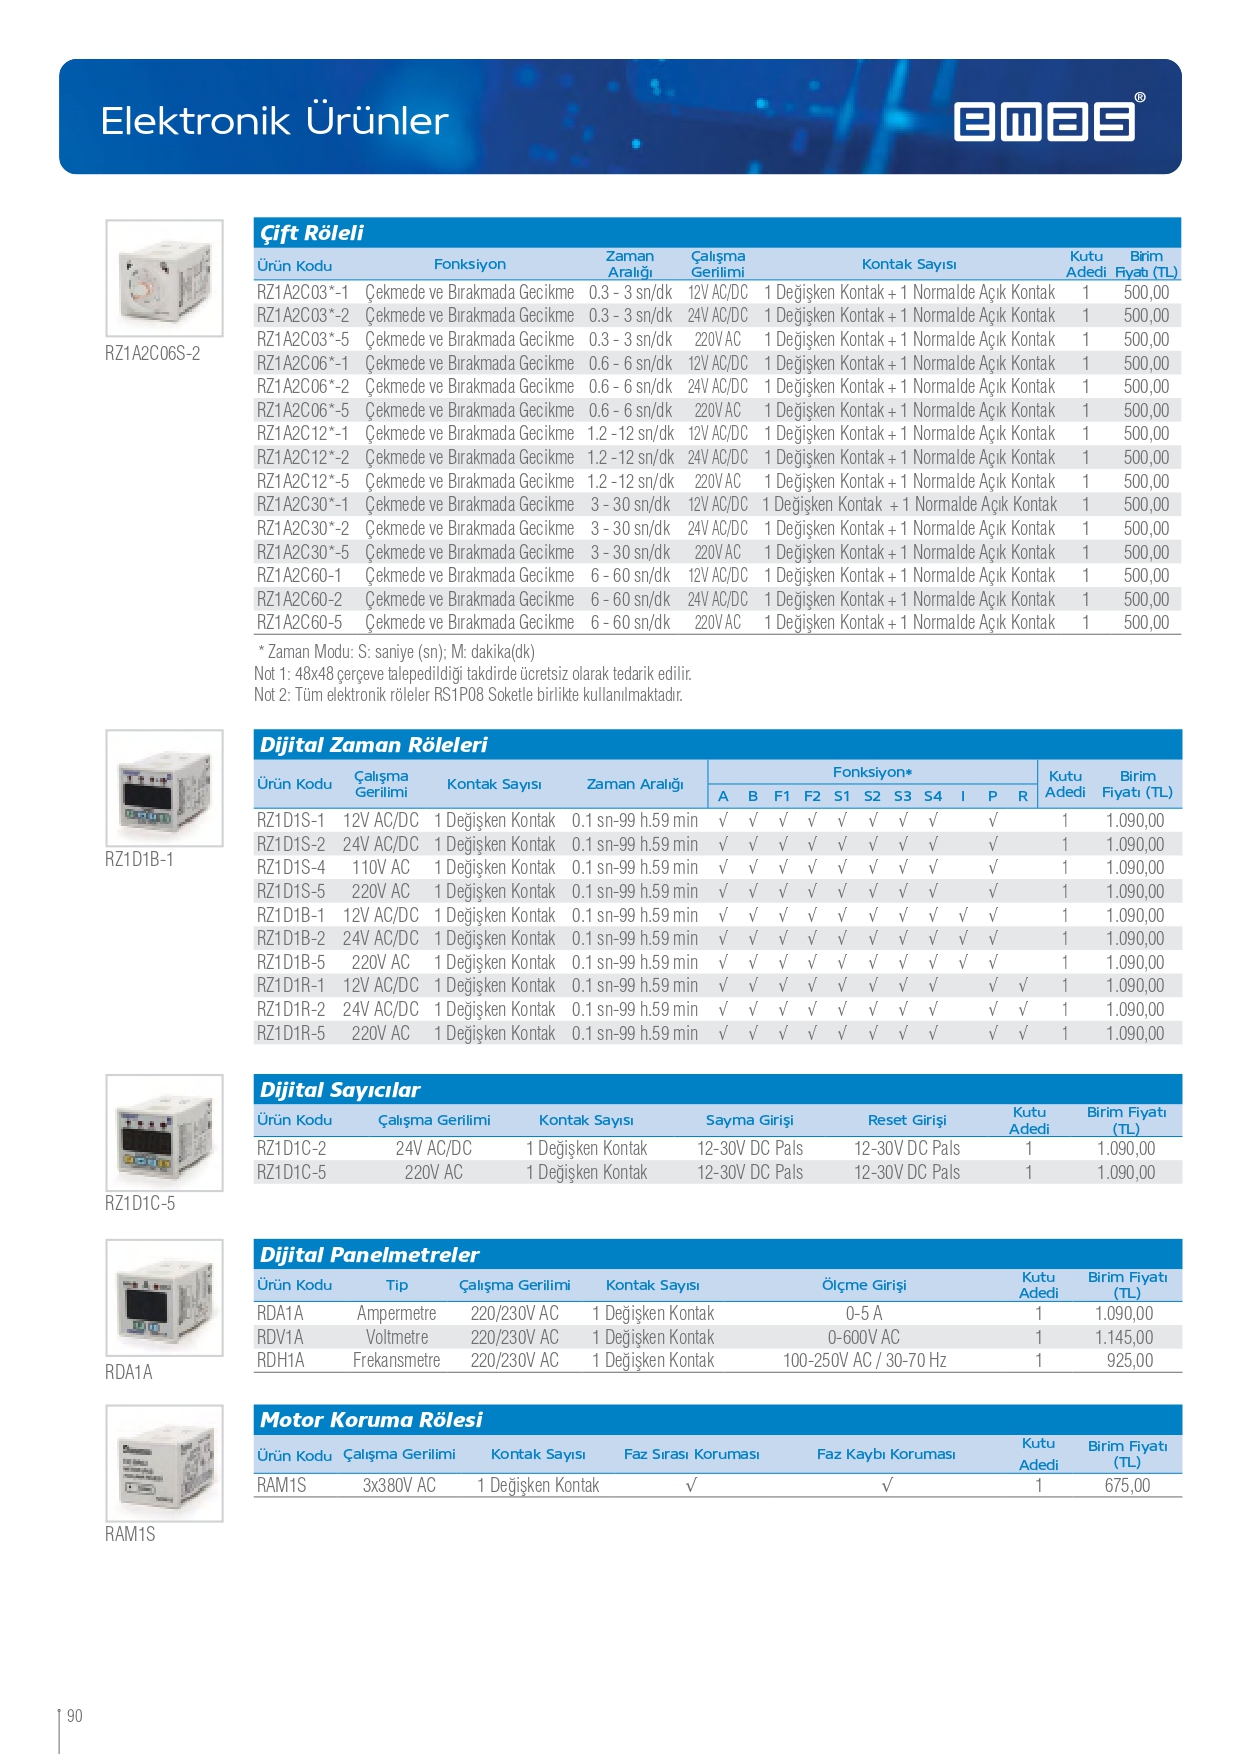 Elektronik Ürünler
emas®
Çift Röleli
Ürün Kodu Fonksiyon Zaman Aralığı Çalışma Gerilimi Kontak Sayısı Kutu Adedi Birim Fiyatı (TL)
RZ1A2C03*-1 Çekmede ve Bırakmada Gecikme 0.3 - 3 sn/dk 12V AC/DC 1 Değişken Kontak + 1 Normalde Açık Kontak 1 500,00
RZ1A2C03*-2 Çekmede ve Bırakmada Gecikme 0.3 - 3 sn/dk 24V AC/DC 1 Değişken Kontak + 1 Normalde Açık Kontak 1 500,00
RZ1A2C03*-5 Çekmede ve Bırakmada Gecikme 0.3 - 3 sn/dk 220V AC 1 Değişken Kontak + 1 Normalde Açık Kontak 1 500,00
RZ1A2C06*-1 Çekmede ve Bırakmada Gecikme 0.6 - 6 sn/dk 12V AC/DC 1 Değişken Kontak + 1 Normalde Açık Kontak 1 500,00
RZ1A2C06*-2 Çekmede ve Bırakmada Gecikme 0.6 - 6 sn/dk 24V AC/DC 1 Değişken Kontak + 1 Normalde Açık Kontak 1 500,00
RZ1A2C06*-5 Çekmede ve Bırakmada Gecikme 0.6 - 6 sn/dk 220V AC 1 Değişken Kontak + 1 Normalde Açık Kontak 1 500,00
RZ1A2C12*-1 Çekmede ve Bırakmada Gecikme 1.2 -12 sn/dk 12V AC/DC 1 Değişken Kontak + 1 Normalde Açık Kontak 1 500,00
RZ1A2C12*-2 Çekmede ve Bırakmada Gecikme 1.2 -12 sn/dk 24V AC/DC 1 Değişken Kontak + 1 Normalde Açık Kontak 1 500,00
RZ1A2C12*-5 Çekmede ve Bırakmada Gecikme 1.2 -12 sn/dk 220V AC 1 Değişken Kontak + 1 Normalde Açık Kontak 1 500,00
RZ1A2C30*-1 Çekmede ve Bırakmada Gecikme 3 - 30 sn/dk 12V AC/DC 1 Değişken Kontak + 1 Normalde Açık Kontak 1 500,00
RZ1A2C30*-2 Çekmede ve Bırakmada Gecikme 3 - 30 sn/dk 24V AC/DC 1 Değişken Kontak + 1 Normalde Açık Kontak 1 500,00
RZ1A2C30*-5 Çekmede ve Bırakmada Gecikme 3 - 30 sn/dk 220V AC 1 Değişken Kontak + 1 Normalde Açık Kontak 1 500,00
RZ1A2C60-1 Çekmede ve Bırakmada Gecikme 6 - 60 sn/dk 12V AC/DC 1 Değişken Kontak + 1 Normalde Açık Kontak 1 500,00
RZ1A2C60-2 Çekmede ve Bırakmada Gecikme 6 - 60 sn/dk 24V AC/DC 1 Değişken Kontak + 1 Normalde Açık Kontak 1 500,00
RZ1A2C60-5 Çekmede ve Bırakmada Gecikme 6 - 60 sn/dk 220V AC 1 Değişken Kontak + 1 Normalde Açık Kontak 1 500,00
RZ1A2C06S-2
* Zaman Modu: S: saniye (sn); M: dakika(dk)
Not 1: 48x48 çerçeve talepedildiği takdirde ücretsiz olarak tedarik edilir.
Not 2: Tüm elektronik röleler RS1P08 Soketle birlikte kullanılmaktadır.
Dijital Zaman Röleleri
Ürün Kodu Çalışma Gerilimi Kontak Sayısı Zaman Aralığı Fonksiyon* Kutu Adedi Birim Fiyatı (TL)
A B F1 F2 S1 S2 S3 S4 I P R
RZ1D1S-1 12V AC/DC 1 Değişken Kontak 0.1 sn-99 h.59 min √ √ √ √ √ √ √ √ √ 1 1.090,00
RZ1D1S-2 24V AC/DC 1 Değişken Kontak 0.1 sn-99 h.59 min √ √ √ √ √ √ √ √ √ 1 1.090,00
RZ1D1S-4 110V AC 1 Değişken Kontak 0.1 sn-99 h.59 min √ √ √ √ √ √ √ √ √ 1 1.090,00
RZ1D1S-5 220V AC 1 Değişken Kontak 0.1 sn-99 h.59 min √ √ √ √ √ √ √ √ √ 1 1.090,00
RZ1D1B-1 12V AC/DC 1 Değişken Kontak 0.1 sn-99 h.59 min √ √ √ √ √ √ √ √ √ √ 1 1.090,00
RZ1D1B-2 24V AC/DC 1 Değişken Kontak 0.1 sn-99 h.59 min √ √ √ √ √ √ √ √ √ √ 1 1.090,00
RZ1D1B-5 220V AC 1 Değişken Kontak 0.1 sn-99 h.59 min √ √ √ √ √ √ √ √ √ √ 1 1.090,00
RZ1D1R-1 12V AC/DC 1 Değişken Kontak 0.1 sn-99 h.59 min √ √ √ √ √ √ √ √ √ √ 1 1.090,00
RZ1D1R-2 24V AC/DC 1 Değişken Kontak 0.1 sn-99 h.59 min √ √ √ √ √ √ √ √ √ √ 1 1.090,00
RZ1D1R-5 220V AC 1 Değişken Kontak 0.1 sn-99 h.59 min √ √ √ √ √ √ √ √ √ √ 1 1.090,00
RZ1D1B-1
Dijital Sayıcılar
Ürün Kodu Çalışma Gerilimi Kontak Sayısı Sayma Girişi Reset Girişi Kutu Adedi Birim Fiyatı (TL)
RZ1D1C-2 24V AC/DC 1 Değişken Kontak 12-30V DC Pals 12-30V DC Pals 1 1.090,00
RZ1D1C-5 220V AC 1 Değişken Kontak 12-30V DC Pals 12-30V DC Pals 1 1.090,00
RZ1D1C-5
Dijital Panelmetreler
Ürün Kodu Tip Çalışma Gerilimi Kontak Sayısı Ölçme Girişi Kutu Adedi Birim Fiyatı (TL)
RDA1A Ampermetre 220/230V AC 1 Değişken Kontak 0-5 A 1 1.090,00
RDV1A Voltmetre 220/230V AC 1 Değişken Kontak 0-600V AC 1 1.145,00
RDH1A Frekansmetre 220/230V AC 1 Değişken Kontak 100-250V AC / 30-70 Hz 1 925,00
RDA1A
Motor Koruma Rölesi
Ürün Kodu Çalışma Gerilimi Kontak Sayısı Faz Sırası Koruması Faz Kaybı Koruması Kutu Adedi Birim Fiyatı (TL)
RAM1S 3x380V AC 1 Değişken Kontak √ √ 1 675,00
RAM1S
90